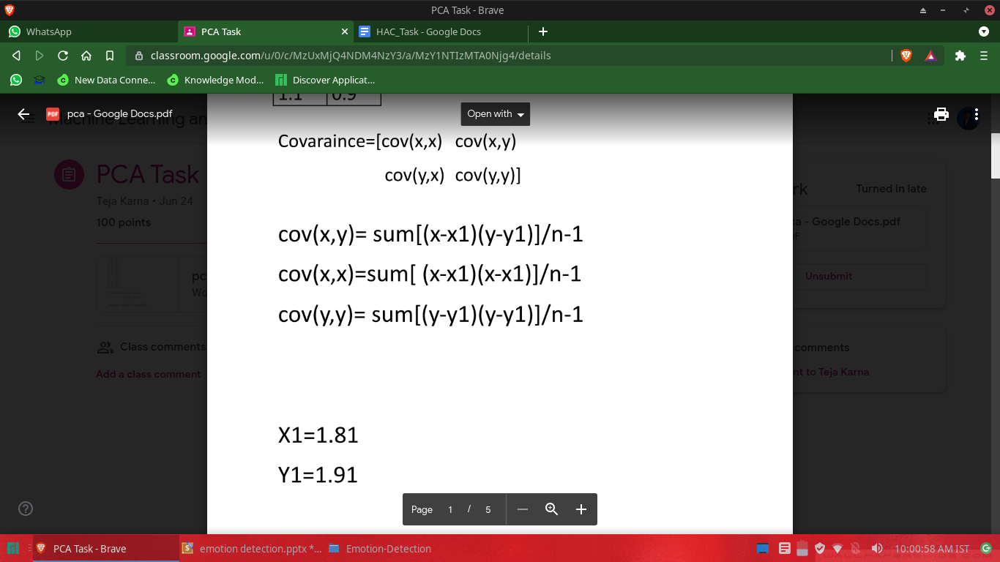 PCA Task - Brave
WhatsApp
PCA Task
HAC_Task - Google Docs
classroom.google.com/u/0/c/MzUxMjQ4NDM4NzY3/a/MzY1NTIzMTA0Njg4/details
New Data Conne...
Knowledge Mod...
Discover Applicat...
1.1 0.9
PDF
pca - Google Docs.pdf
Open with
Machine Learning an
Covaraince=[cov(x,x) cov(x,y)
cov(y,x) cov(y,y)]
PCA Task
Teja Karna • Jun 24
100 points
rk
Turned in late
ca - Google Docs.pdf
Unsubmit
cov(x,y)= sum[(x-x1)(y-y1)]/n-1
cov(x,x)=sum[ (x-x1)(x-x1)]/n-1
cov(y,y)= sum[(y-y1)(y-y1)]/n-1
Class comments
Add a class comment
comments
nt to Teja Karna
X1=1.81
Y1=1.91
Page 1 / 5
PCA Task - Brave
emotion detection.pptx *...
Emotion-Detection
10:00:58 AM IST